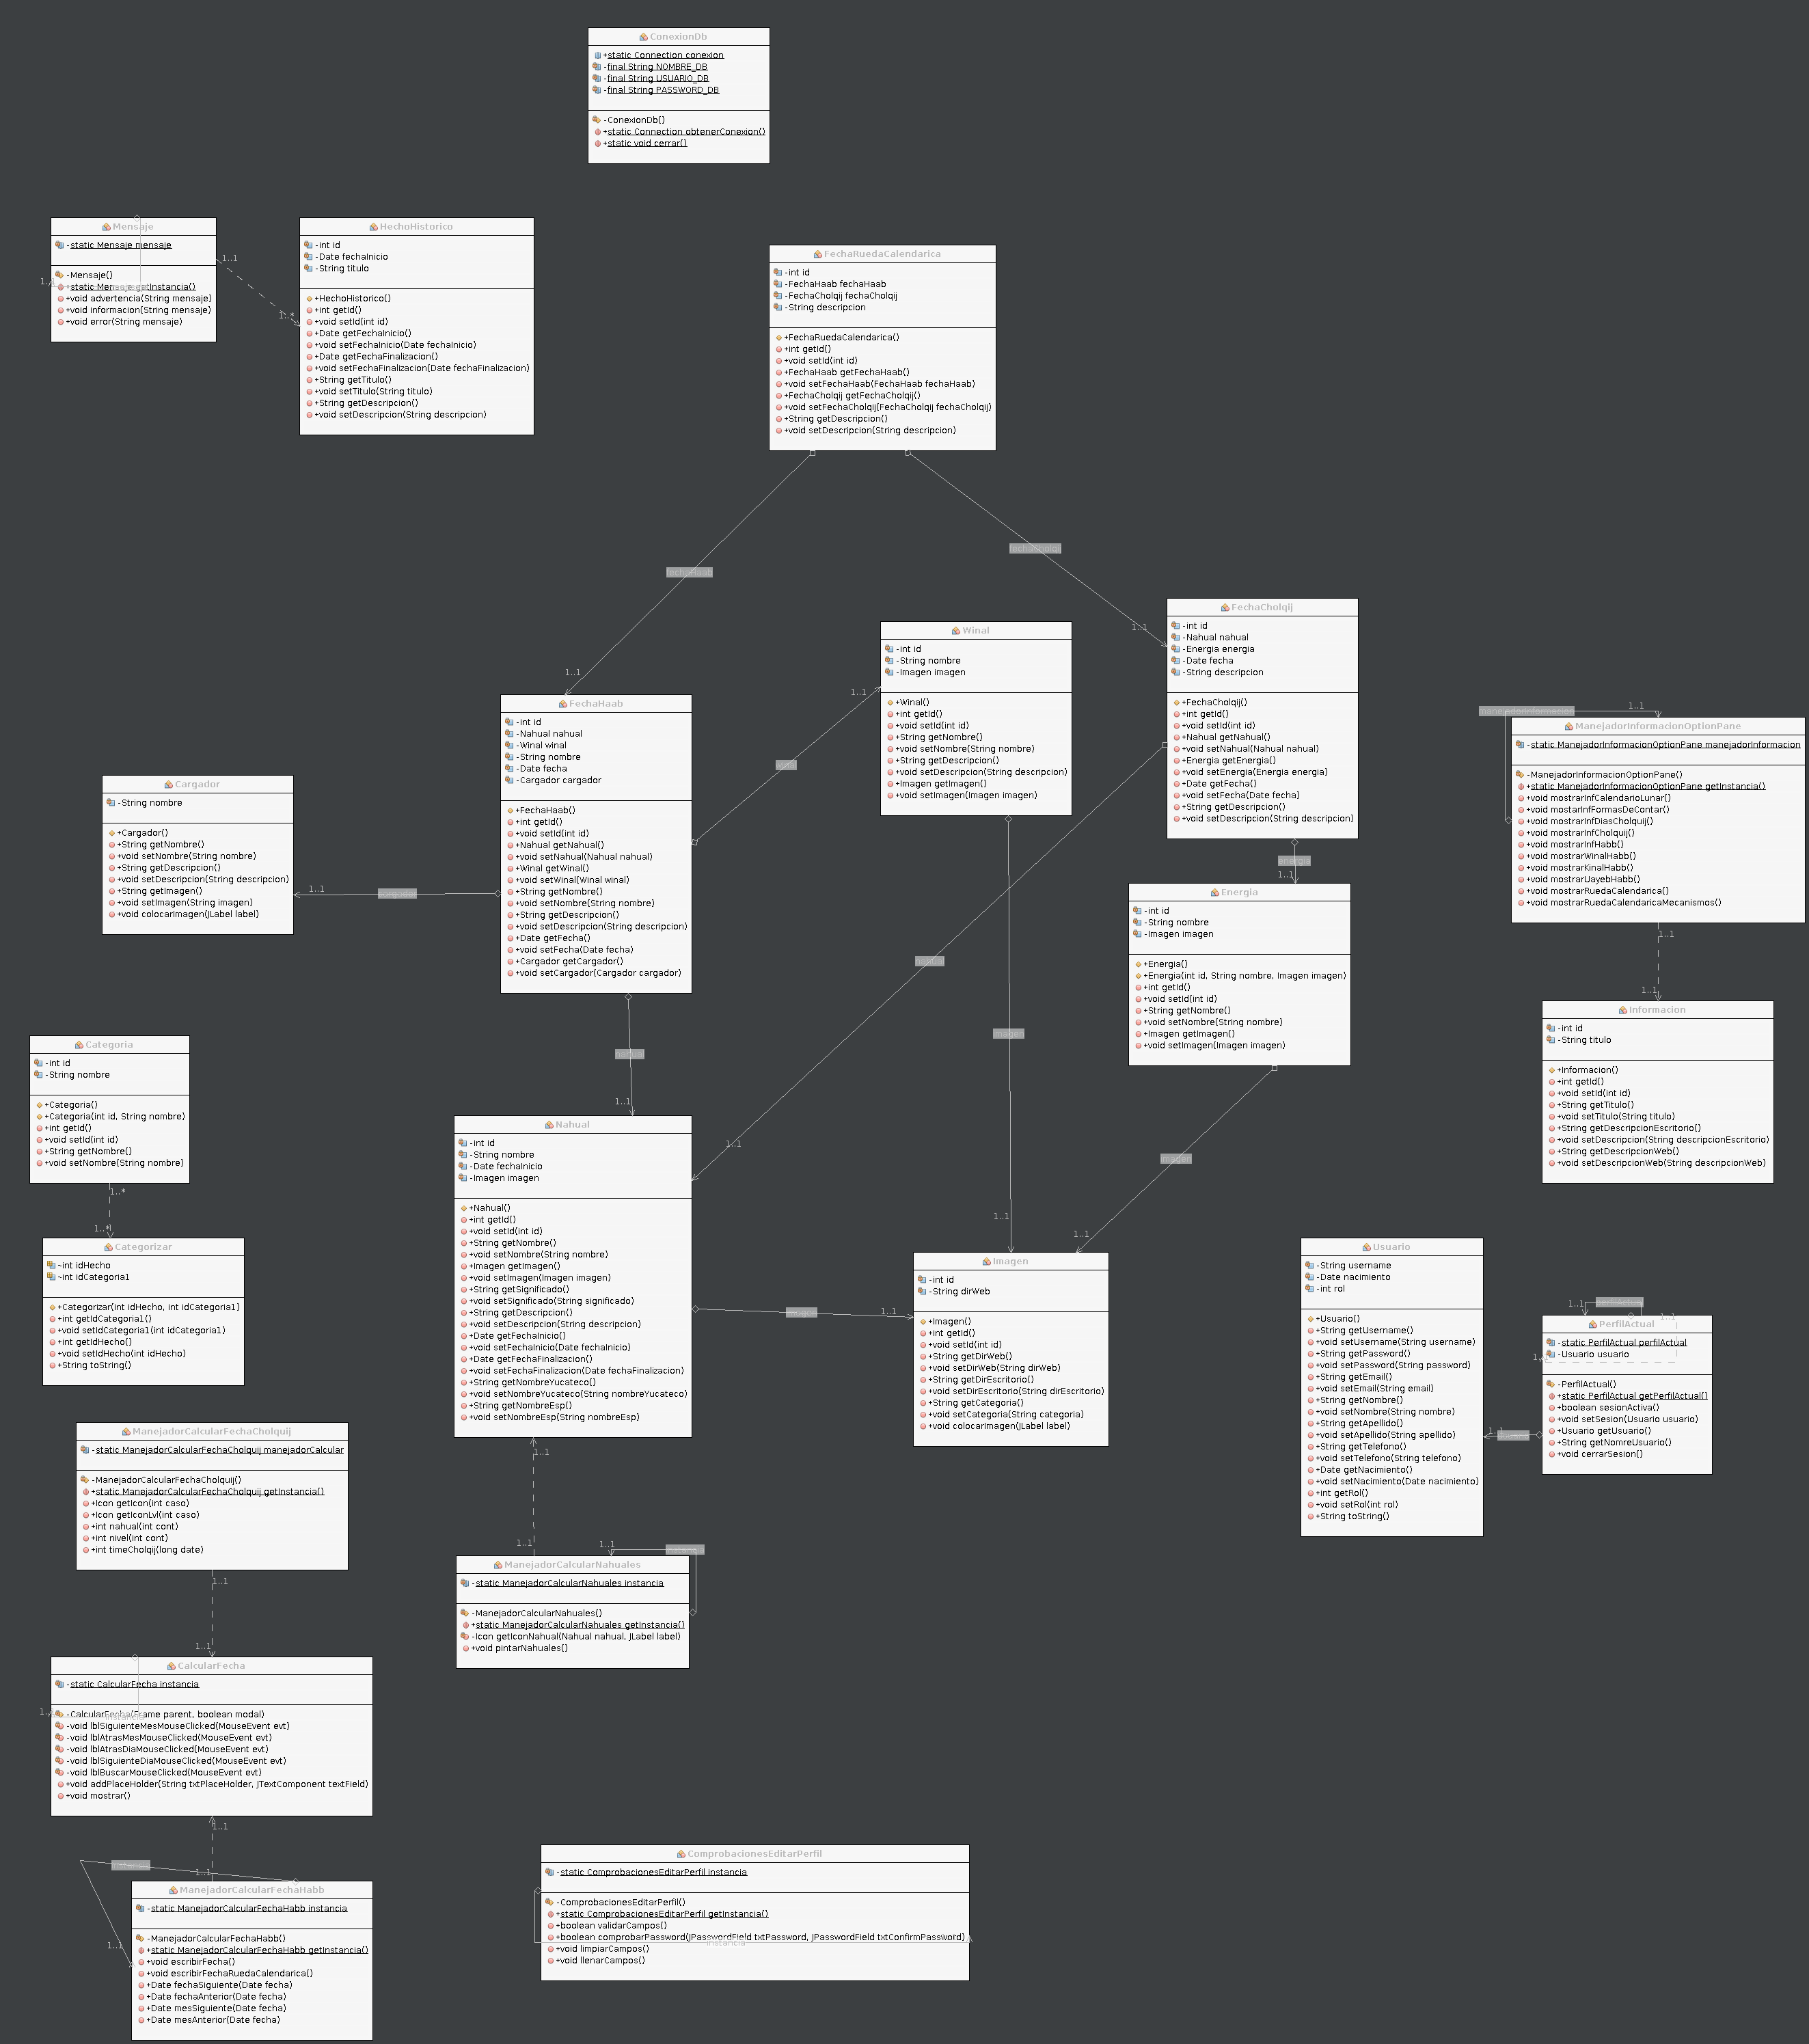 ConexionDb
+static Connection conexion
-final String NOMBRE_DB
-final String USUARIO_DB
-final String PASSWORD_DB
-ConexionDb()
+static Connection obtenerConexion()
+static void cerrar()
Mensaje
-static Mensaje mensaje
-Mensaje()
+static Mensaje getInstancia()
+void advertencia(String mensaje)
+void informacion(String mensaje)
+void error(String mensaje)
1..1
1..*
HechoHistorico
-int id
-Date fechaInicio
-String titulo
+HechoHistorico()
+int getId()
+void setId(int id)
+Date getFechaInicio()
+void setFechaInicio(Date fechaInicio)
+Date getFechaFinalizacion()
+void setFechaFinalizacion(Date fechaFinalizacion)
+String getTitulo()
+void setTitulo(String titulo)
+String getDescripcion()
+void setDescripcion(String descripcion)
FechaRuedaCalendarica
-int id
-FechaHaab fechaHaab
-FechaCholqij fechaCholqij
-String descripcion
+FechaRuedaCalendarica()
+int getId()
+void setId(int id)
+FechaHaab getFechaHaab()
+void setFechaHaab(FechaHaab fechaHaab)
+FechaCholqij getFechaCholqij()
+void setFechaCholqij(FechaCholqij fechaCholqij)
+String getDescripcion()
+void setDescripcion(String descripcion)
fechaHaab
1..1
fechaCholqij
1..1
FechaHaab
-int id
-Nahual nahual
-Winal winal
-String nombre
-Date fecha
-Cargador cargador
+FechaHaab()
+int getId()
+void setId(int id)
+Nahual getNahual()
+void setNahual(Nahual nahual)
+Winal getWinal()
+void setWinal(Winal winal)
+String getNombre()
+void setNombre(String nombre)
+String getDescripcion()
+void setDescripcion(String descripcion)
+Date getFecha()
+void setFecha(Date fecha)
+Cargador getCargador()
+void setCargador(Cargador cargador)
winal
1..1
Winal
-int id
-String nombre
-Imagen imagen
+Winal()
+int getId()
+void setId(int id)
+String getNombre()
+void setNombre(String nombre)
+String getDescripcion()
+void setDescripcion(String descripcion)
+Imagen getImagen()
+void setImagen(Imagen imagen)
FechaCholqij
-int id
-Nahual nahual
-Energia energia
-Date fecha
-String descripcion
+FechaCholqij()
+int getId()
+void setId(int id)
+Nahual getNahual()
+void setNahual(Nahual nahual)
+Energia getEnergia()
+void setEnergia(Energia energia)
+Date getFecha()
+void setFecha(Date fecha)
+String getDescripcion()
+void setDescripcion(String descripcion)
manejadorInformacion
1..1
ManejadorInformacionOptionPane
-static ManejadorInformacionOptionPane manejadorInformacion
-ManejadorInformacionOptionPane()
+static ManejadorInformacionOptionPane getInstancia()
+void mostrarInfCalendarioLunar()
+void mostarInfFormasDeContar()
+void mostrarInfDiasCholquij()
+void mostrarInfCholquij()
+void mostrarInfHabb()
+void mostrarWinalHabb()
+void mostrarKinalHabb()
+void mostrarUayebHabb()
+void mostrarRuedaCalendarica()
+void mostrarRuedaCalendaricaMecanismos()
1..1
1..1
Cargador
-String nombre
+Cargador()
+String getNombre()
+void setNombre(String nombre)
+String getDescripcion()
+void setDescripcion(String descripcion)
+String getImagen()
+void setImagen(String imagen)
+void colocarImagen(JLabel label)
1..1
cargador
energia
1..1
Energia
-int id
-String nombre
-Imagen imagen
+Energia()
+Energia(int id, String nombre, Imagen imagen)
+int getId()
+void setId(int id)
+String getNombre()
+void setNombre(String nombre)
+Imagen getImagen()
+void setImagen(Imagen imagen)
Informacion
-int id
-String titulo
+Informacion()
+int getId()
+void setId(int id)
+String getTitulo()
+void setTitulo(String titulo)
+String getDescripcionEscritorio()
+void setDescripcion(String descripcionEscritorio)
+String getDescripcionWeb()
+void setDescripcionWeb(String descripcionWeb)
nahual
1..1
nahual
1..1
imagen
1..1
imagen
1..1
Categoria
-int id
-String nombre
+Categoria()
+Categoria(int id, String nombre)
+int getId()
+void setId(int id)
+String getNombre()
+void setNombre(String nombre)
1..*
1..*
Categorizar
~int idHecho
~int idCategoria1
+Categorizar(int idHecho, int idCategoria1)
+int getIdCategoria1()
+void setIdCategoria1(int idCategoria1)
+int getIdHecho()
+void setIdHecho(int idHecho)
+String toString()
Nahual
-int id
-String nombre
-Date fechaInicio
-Imagen imagen
+Nahual()
+int getId()
+void setId(int id)
+String getNombre()
+void setNombre(String nombre)
+Imagen getImagen()
+void setImagen(Imagen imagen)
+String getSignificado()
+void setSignificado(String significado)
+String getDescripcion()
+void setDescripcion(String descripcion)
+Date getFechaInicio()
+void setFechaInicio(Date fechaInicio)
+Date getFechaFinalizacion()
+void setFechaFinalizacion(Date fechaFinalizacion)
+String getNombreYucateco()
+void setNombreYucateco(String nombreYucateco)
+String getNombreEsp()
+void setNombreEsp(String nombreEsp)
imagen
1..1
Imagen
-int id
-String dirWeb
+Imagen()
+int getId()
+void setId(int id)
+String getDirWeb()
+void setDirWeb(String dirWeb)
+String getDirEscritorio()
+void setDirEscritorio(String dirEscritorio)
+String getCategoria()
+void setCategoria(String categoria)
+void colocarImagen(JLabel label)
Usuario
-String username
-Date nacimiento
-int rol
+Usuario()
+String getUsername()
+void setUsername(String username)
+String getPassword()
+void setPassword(String password)
+String getEmail()
+void setEmail(String email)
+String getNombre()
+void setNombre(String nombre)
+String getApellido()
+void setApellido(String apellido)
+String getTelefono()
+void setTelefono(String telefono)
+Date getNacimiento()
+void setNacimiento(Date nacimiento)
+int getRol()
+void setRol(int rol)
+String toString()
1..1
perfilActual
1..1
PerfilActual
-static PerfilActual perfilActual
-Usuario usuario
-PerfilActual()
+static PerfilActual getPerfilActual()
+boolean sesionActiva()
+void setSesion(Usuario usuario)
+Usuario getUsuario()
+String getNomreUsuario()
+void cerrarSesion()
1..1
usuario
ManejadorCalcularFechaCholquij
-static ManejadorCalcularFechaCholquij manejadorCalcular
-ManejadorCalcularFechaCholquij()
+static ManejadorCalcularFechaCholquij getInstancia()
+Icon getIcon(int caso)
+Icon getIconLvl(int caso)
+int nahual(int cont)
+int nivel(int cont)
+int timeCholqij(long date)
1..1
1..1
1..1
1..1
1..1
instancia
ManejadorCalcularNahuales
-static ManejadorCalcularNahuales instancia
-ManejadorCalcularNahuales()
+static ManejadorCalcularNahuales getInstancia()
-Icon getIconNahual(Nahual nahual, JLabel label)
+void pintarNahuales()
CalcularFecha
-static CalcularFecha instancia
-CalcularFecha(Frame parent, boolean modal)
instancia
-void lblSiguienteMesMouseClicked(MouseEvent evt)
-void lblAtrasMesMouseClicked(MouseEvent evt)
-void lblAtrasDiaMouseClicked(MouseEvent evt)
-void lblSiguienteDiaMouseClicked(MouseEvent evt)
-void lblBuscarMouseClicked(MouseEvent evt)
+void addPlaceHolder(String txtPlaceHolder, JTextComponent textField)
+void mostrar()
1..1
instancia
1..1
1..1
ManejadorCalcularFechaHabb
-static ManejadorCalcularFechaHabb instancia
-ManejadorCalcularFechaHabb()
+static ManejadorCalcularFechaHabb getInstancia()
+void escribirFecha()
+void escribirFechaRuedaCalendarica()
+Date fechaSiguiente(Date fecha)
+Date fechaAnterior(Date fecha)
+Date mesSiguiente(Date fecha)
+Date mesAnterior(Date fecha)
ComprobacionesEditarPerfil
-static ComprobacionesEditarPerfil instancia
-ComprobacionesEditarPerfil()
+static ComprobacionesEditarPerfil getInstancia()
+boolean validarCampos()
+boolean comprobarPassword(JPasswordField txtPassword, JPasswordField txtConfirmPassword)
instancia
+void limpiarCampos()
+void llenarCampos()